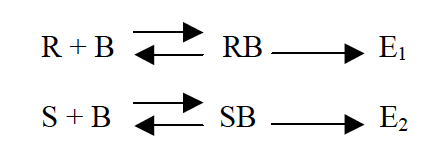 R + B ⇌ RB ⟶ E₁
S + B ⇌ SB ⟶ E₂